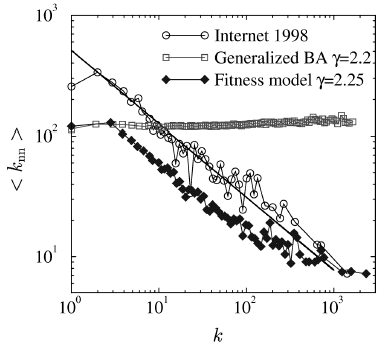 10³
Internet 1998
Generalized BA γ=2.2
Fitness model γ=2.25
10²
< k_nn >
10¹
10⁰ 10¹ 10² 10³
k